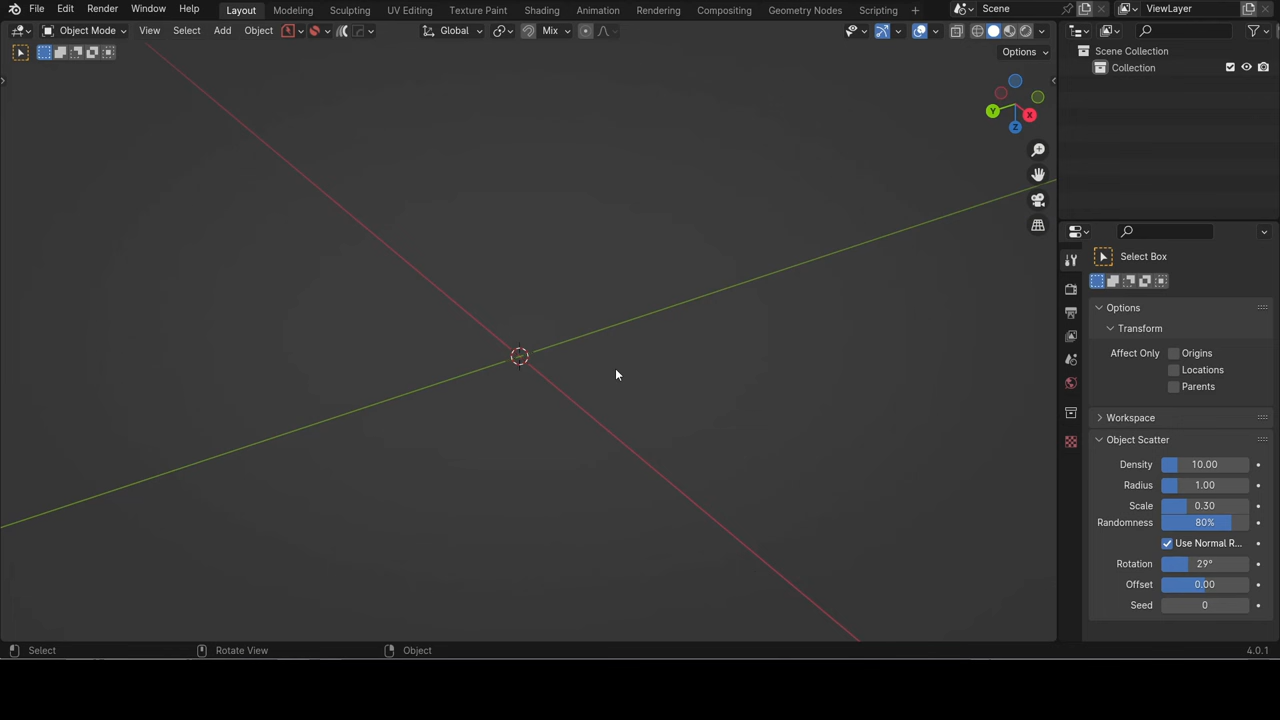 File Edit Render Window Help Layout Modeling Sculpting UV Editing Texture Paint Shading Animation Rendering Compositing Geometry Nodes Scripting + Scene ViewLayer
Object Mode View Select Add Object Global Mix
Options
Scene Collection
Collection
Y X
Z
Select Box
Options
Transform
Affect Only Origins
Locations
Parents
Workspace
Object Scatter
Density 10.00
Radius 1.00
Scale 0.30
Randomness 80%
Use Normal R...
Rotation 29°
Offset 0.00
Seed 0
Select Rotate View Object 4.0.1